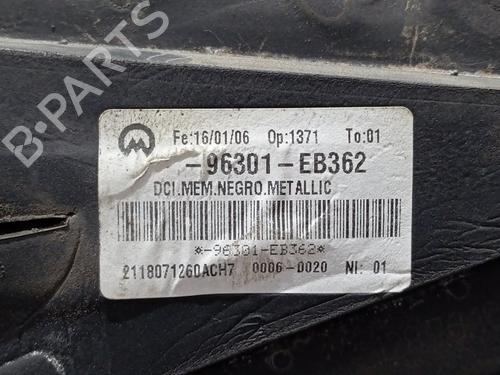 Fe:16/01/06 Op:1371 To:01
-96301-EB362
DCI.MEM.NEGRO.METALLIC
*-96301-EB362*
2118071260ACH7 0006-0020 NI: 01
B-PARTS